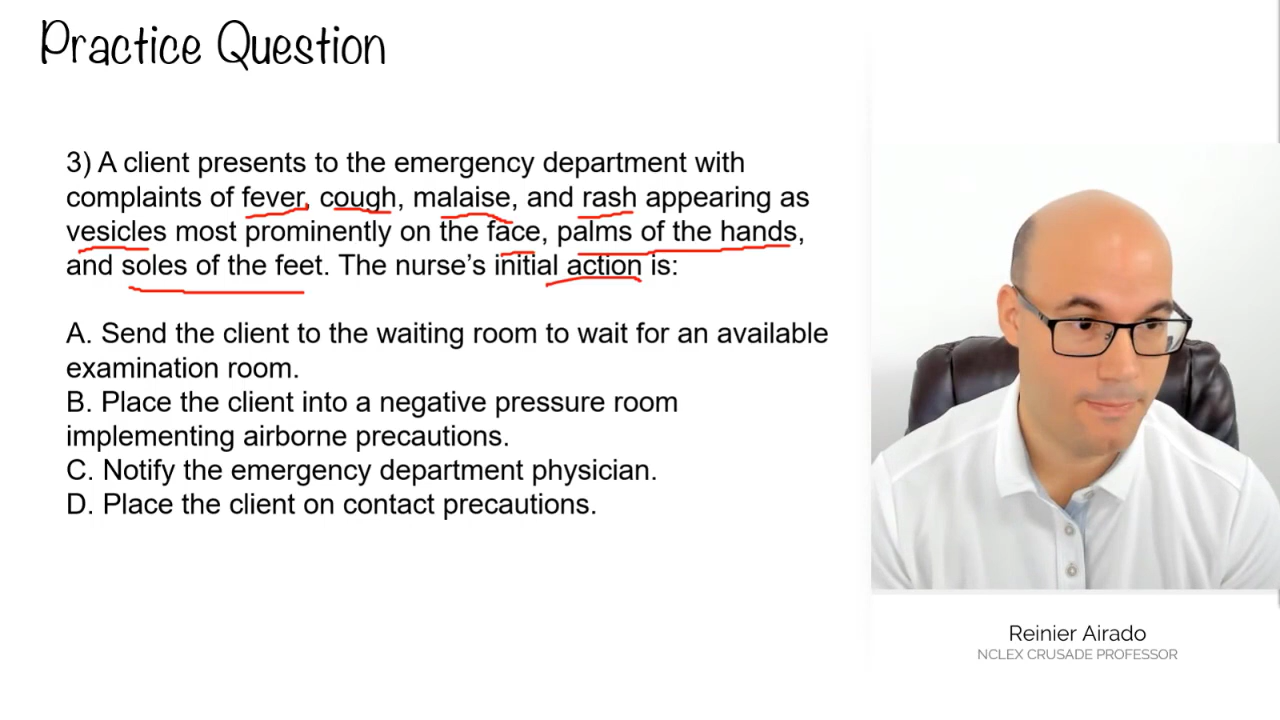 Practice Question
3) A client presents to the emergency department with
complaints of fever, cough, malaise, and rash appearing as
vesicles most prominently on the face, palms of the hands,
and soles of the feet. The nurse's initial action is:
A. Send the client to the waiting room to wait for an available
examination room.
B. Place the client into a negative pressure room
implementing airborne precautions.
C. Notify the emergency department physician.
D. Place the client on contact precautions.
Reinier Airado
NCLEX CRUSADE PROFESSOR